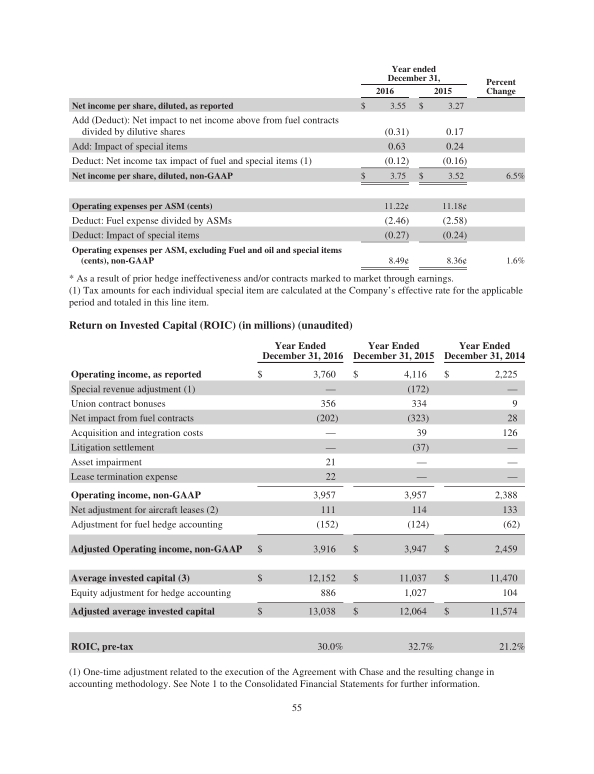 Year ended
December 31,
Percent
Change
2016 2015
Net income per share, diluted, as reported $ 3.55 $ 3.27
Add (Deduct): Net impact to net income above from fuel contracts
divided by dilutive shares (0.31) 0.17
Add: Impact of special items 0.63 0.24
Deduct: Net income tax impact of fuel and special items (1) (0.12) (0.16)
Net income per share, diluted, non-GAAP $ 3.75 $ 3.52 6.5%
Operating expenses per ASM (cents) 11.22¢ 11.18¢
Deduct: Fuel expense divided by ASMs (2.46) (2.58)
Deduct: Impact of special items (0.27) (0.24)
Operating expenses per ASM, excluding Fuel and oil and special items
(cents), non-GAAP 8.49¢ 8.36¢ 1.6%
* As a result of prior hedge ineffectiveness and/or contracts marked to market through earnings.
(1) Tax amounts for each individual special item are calculated at the Company's effective rate for the applicable
period and totaled in this line item.
Return on Invested Capital (ROIC) (in millions) (unaudited)
Year Ended Year Ended Year Ended
December 31, 2016 December 31, 2015 December 31, 2014
Operating income, as reported $ 3,760 $ 4,116 $ 2,225
Special revenue adjustment (1) — (172) —
Union contract bonuses 356 334 9
Net impact from fuel contracts (202) (323) 28
Acquisition and integration costs — 39 126
Litigation settlement — (37) —
Asset impairment 21 — —
Lease termination expense 22 — —
Operating income, non-GAAP 3,957 3,957 2,388
Net adjustment for aircraft leases (2) 111 114 133
Adjustment for fuel hedge accounting (152) (124) (62)
Adjusted Operating income, non-GAAP $ 3,916 $ 3,947 $ 2,459
Average invested capital (3) $ 12,152 $ 11,037 $ 11,470
Equity adjustment for hedge accounting 886 1,027 104
Adjusted average invested capital $ 13,038 $ 12,064 $ 11,574
ROIC, pre-tax 30.0% 32.7% 21.2%
(1) One-time adjustment related to the execution of the Agreement with Chase and the resulting change in
accounting methodology. See Note 1 to the Consolidated Financial Statements for further information.
55